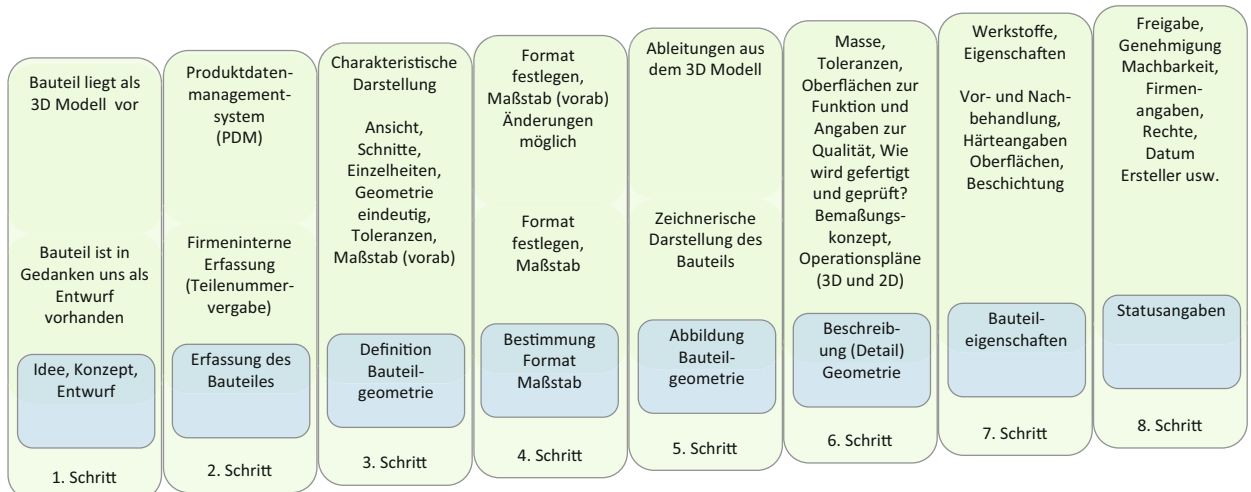 Bauteil liegt als
3D Modell vor
Bauteil ist in
Gedanken uns als
Entwurf
vorhanden
Idee, Konzept,
Entwurf
1. Schritt
Produktdaten-
management-
system
(PDM)
Firmeninterne
Erfassung
(Teilenummer-
vergabe)
Erfassung des
Bauteiles
2. Schritt
Charakteristische
Darstellung
Ansicht,
Schnitte,
Einzelheiten,
Geometrie
eindeutig,
Toleranzen,
Maßstab (vorab)
Definition
Bauteil-
geometrie
3. Schritt
Format
festlegen,
Maßstab (vorab)
Änderungen
möglich
Format
festlegen,
Maßstab
Bestimmung
Format
Maßstab
4. Schritt
Ableitungen aus
dem 3D Modell
Zeichnerische
Darstellung des
Bauteils
Abbildung
Bauteil-
geometrie
5. Schritt
Masse,
Toleranzen,
Oberflächen zur
Funktion und
Angaben zur
Qualität, Wie
wird gefertigt
und geprüft?
Bemaßungs-
konzept,
Operationspläne
(3D und 2D)
Beschreib-
ung (Detail)
Geometrie
6. Schritt
Werkstoffe,
Eigenschaften
Vor- und Nach-
behandlung,
Härteangaben
Oberflächen,
Beschichtung
Bauteil-
eigenschaften
7. Schritt
Freigabe,
Genehmigung
Machbarkeit,
Firmen-
angaben,
Rechte,
Datum
Ersteller usw.
Statusangaben
8. Schritt